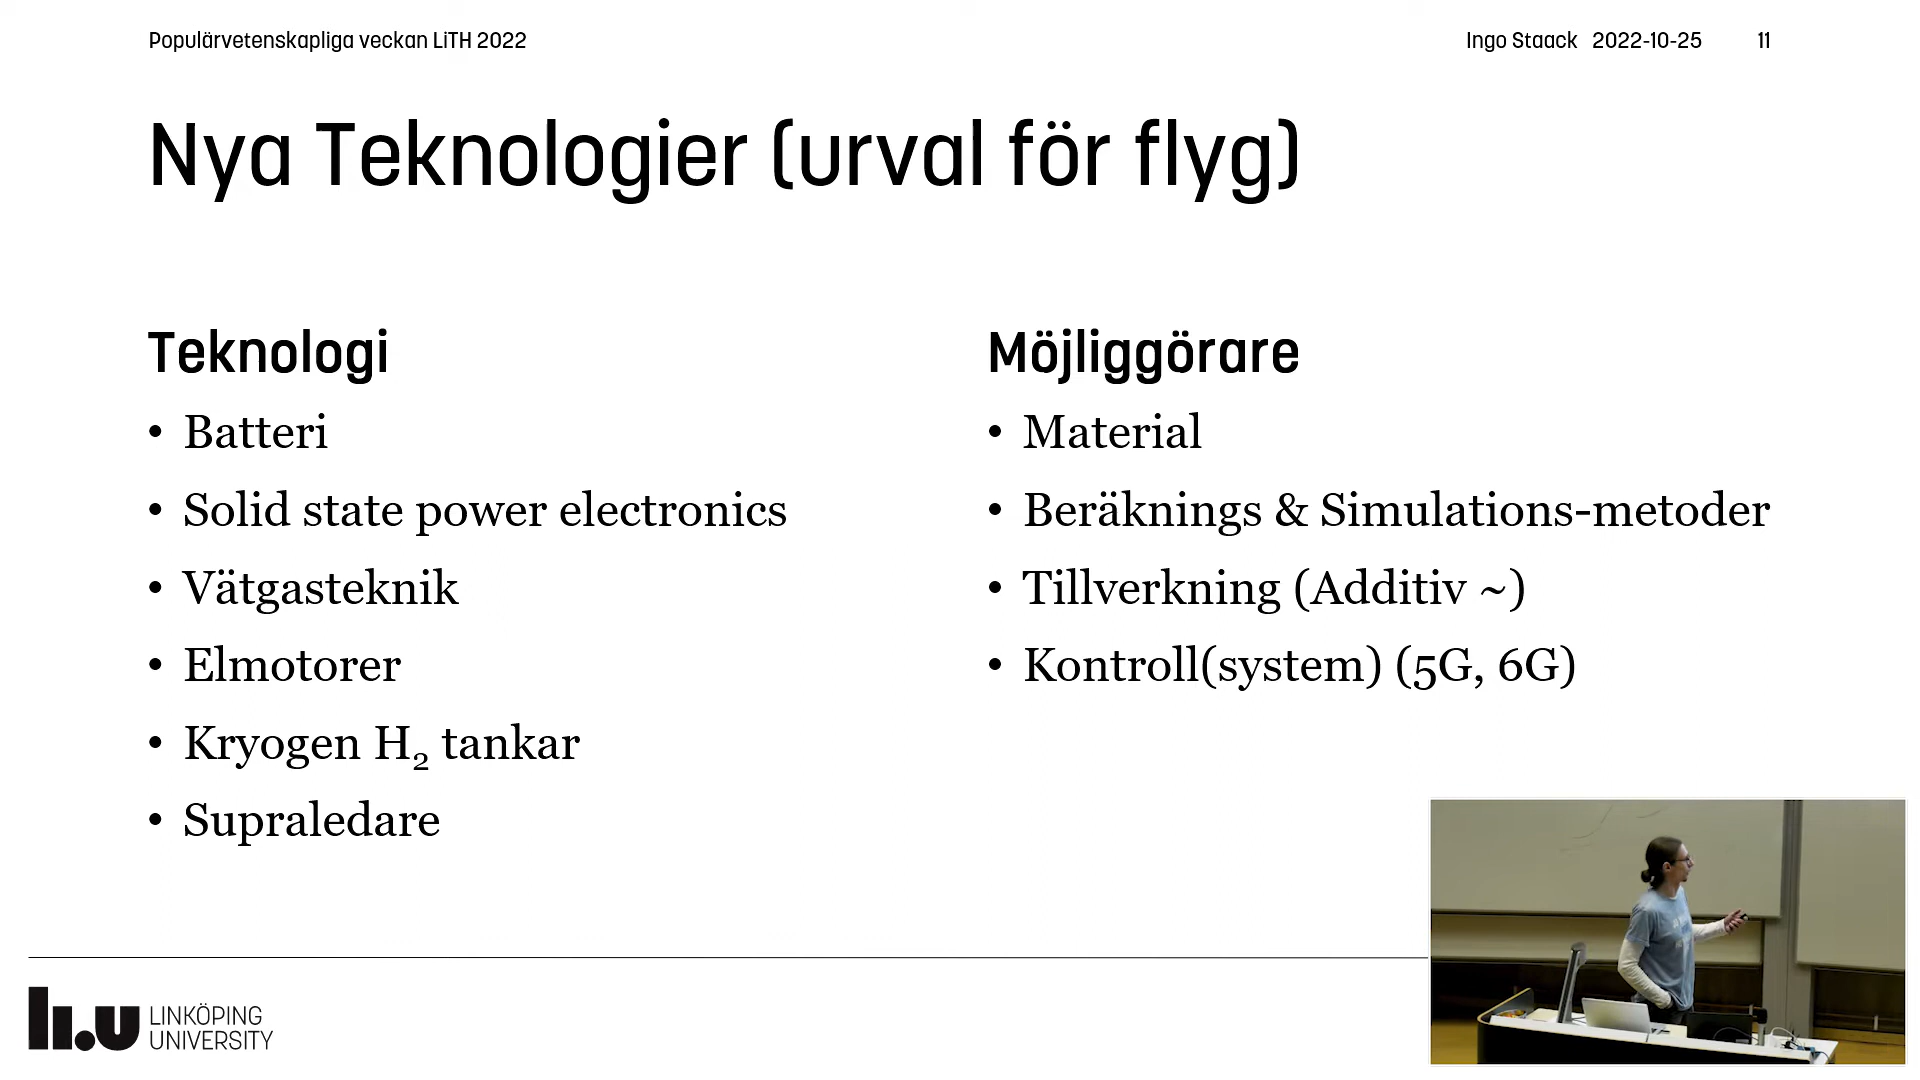 Populärvetenskapliga veckan LiTH 2022
Ingo Staack 2022-10-25 11
Nya Teknologier (urval för flyg)
Teknologi
• Batteri
• Solid state power electronics
• Vätgasteknik
• Elmotorer
• Kryogen H₂ tankar
• Supraledare
Möjliggörare
• Material
• Beräknings & Simulations-metoder
• Tillverkning (Additiv ~)
• Kontroll(system) (5G, 6G)
li.u LINKÖPING
UNIVERSITY